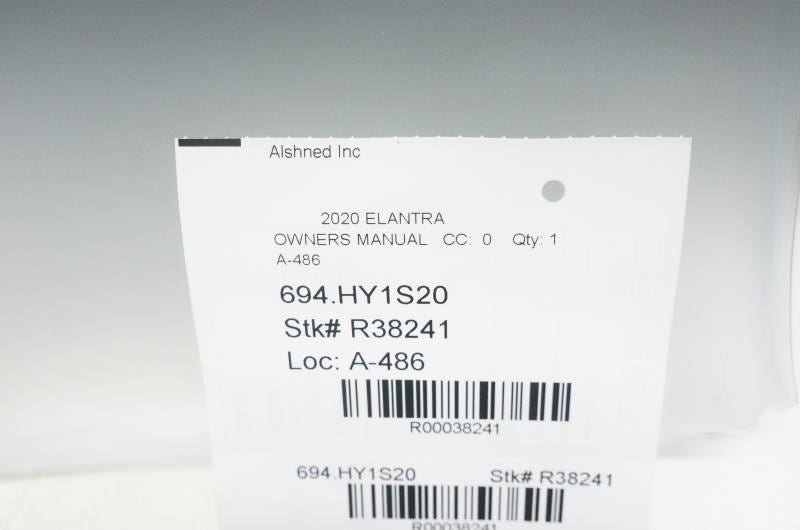 Alshned Inc
2020 ELANTRA
OWNERS MANUAL CC: 0 Qty: 1
A-486
694.HY1S20
Stk# R38241
Loc: A-486
R00038241
694.HY1S20 Stk# R38241
R00038241